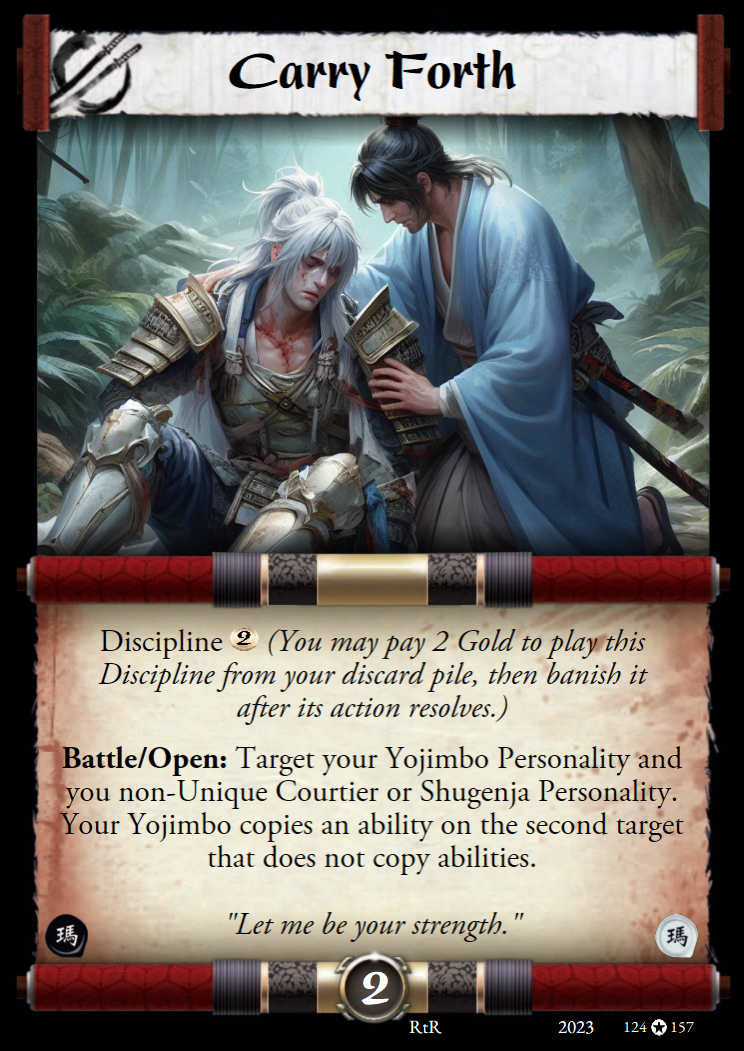 Carry Forth
Discipline 2 (You may pay 2 Gold to play this
Discipline from your discard pile, then banish it
after its action resolves.)
Battle/Open: Target your Yojimbo Personality and
you non-Unique Courtier or Shugenja Personality.
Your Yojimbo copies an ability on the second target
that does not copy abilities.
"Let me be your strength."
瑪 瑪
2
RtR 2023 124 ✪ 157